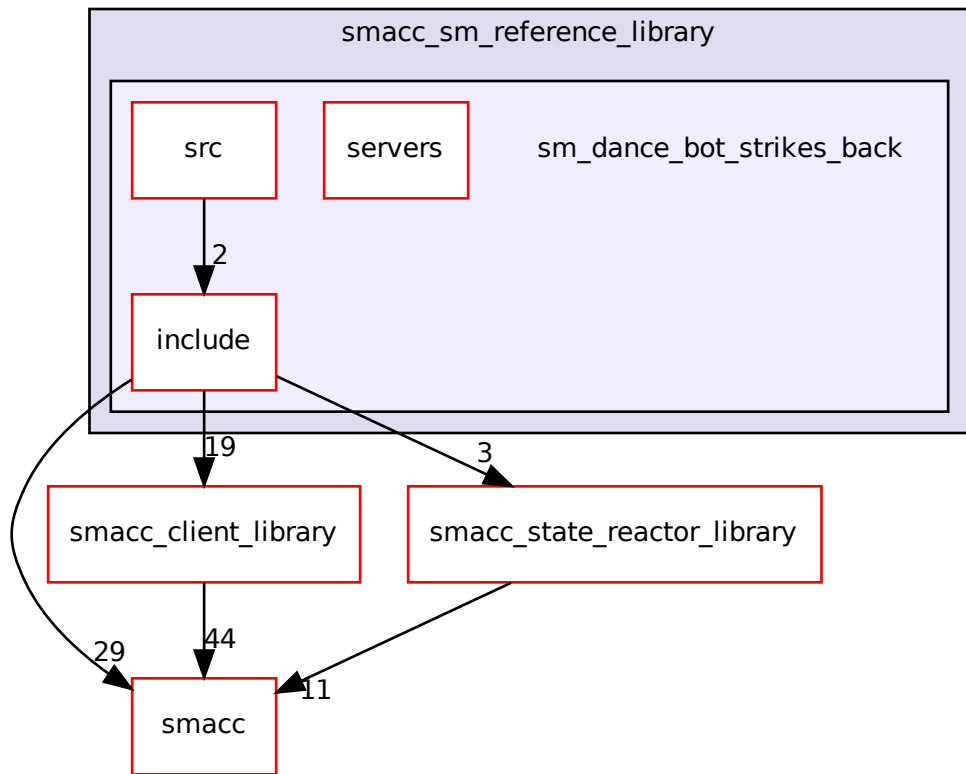 smacc_sm_reference_library
src
servers
sm_dance_bot_strikes_back
2
include
19
3
smacc_client_library
smacc_state_reactor_library
29
44
11
smacc